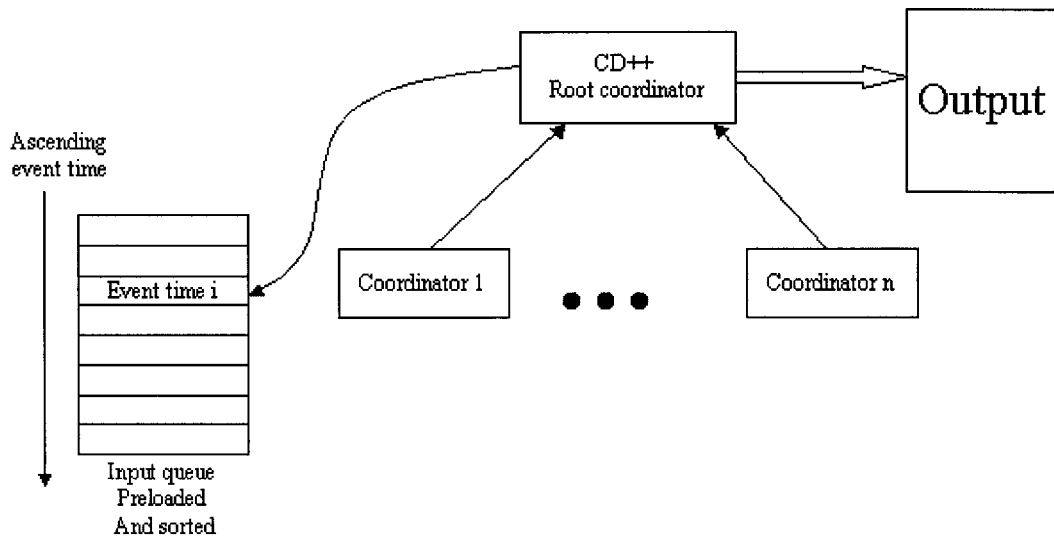 CD++
Root coordinator
Output
Ascending
event time
Event time i
Coordinator 1
Coordinator n
Input queue
Preloaded
And sorted